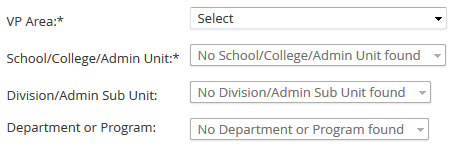 VP Area:* Select
School/College/Admin Unit:* No School/College/Admin Unit found
Division/Admin Sub Unit: No Division/Admin Sub Unit found
Department or Program: No Department or Program found